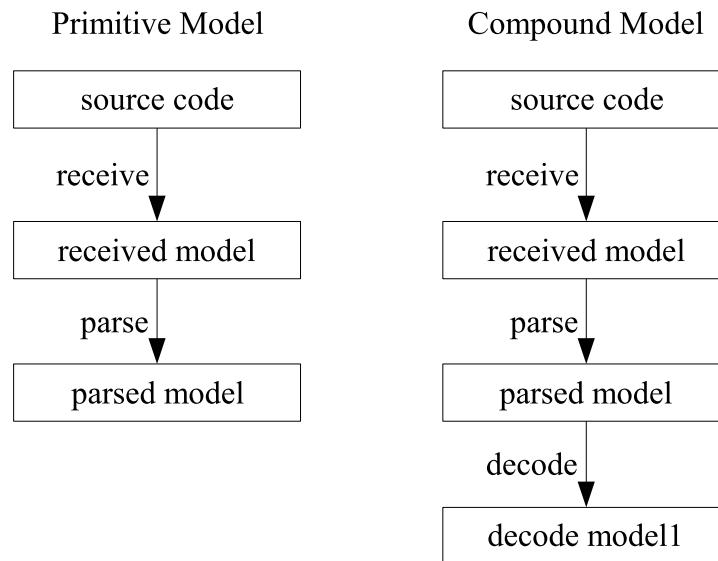 Primitive Model
source code
receive
received model
parse
parsed model
Compound Model
source code
receive
received model
parse
parsed model
decode
decode model1